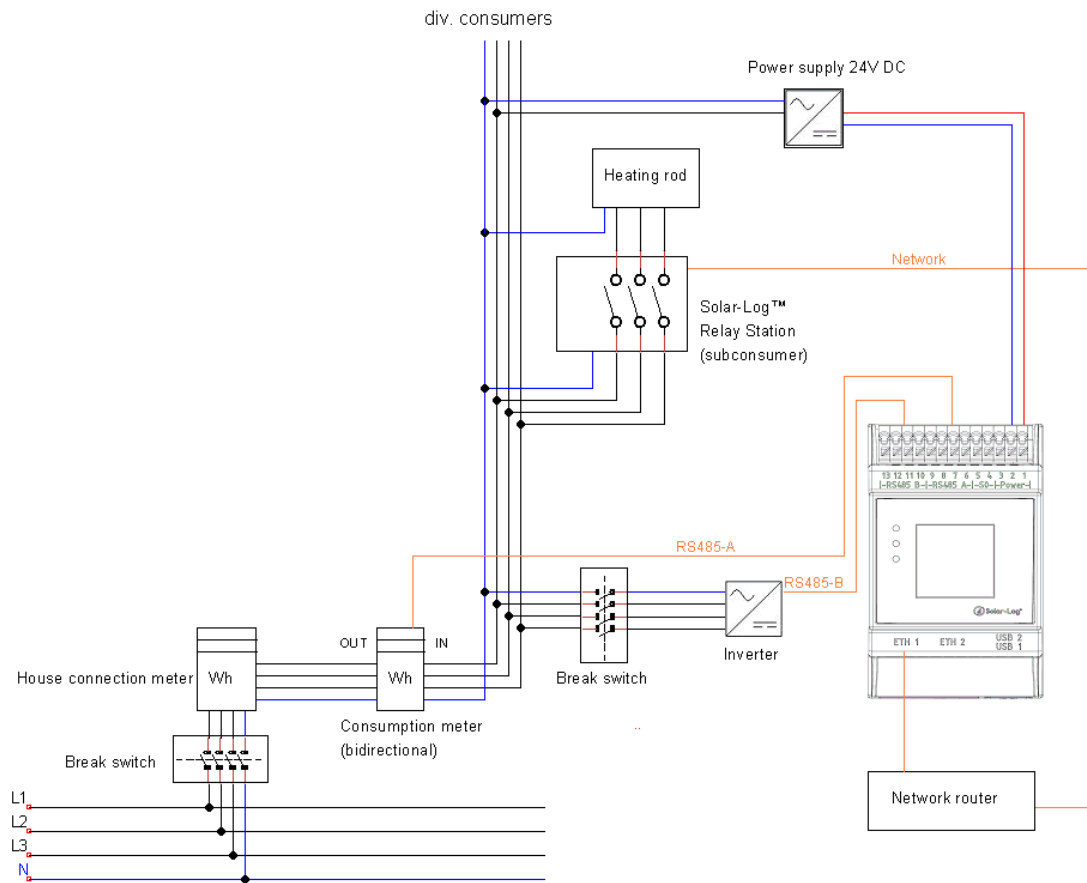 div. consumers
Power supply 24V DC
Heating rod
Network
Solar-Log™
Relay Station
(subconsumer)
13 12 11 10 9 8 7 6 5 4 3 2 1
|-RS485 B-|-RS485 A-|-S0-|-Power-|
RS485-A
RS485-B
Solar-Log®
OUT
IN
ETH 1
ETH 2
USB 2
USB 1
House connection meter
Wh
Wh
Inverter
Break switch
Consumption meter
(bidirectional)
..
Break switch
Network router
L1
L2
L3
N